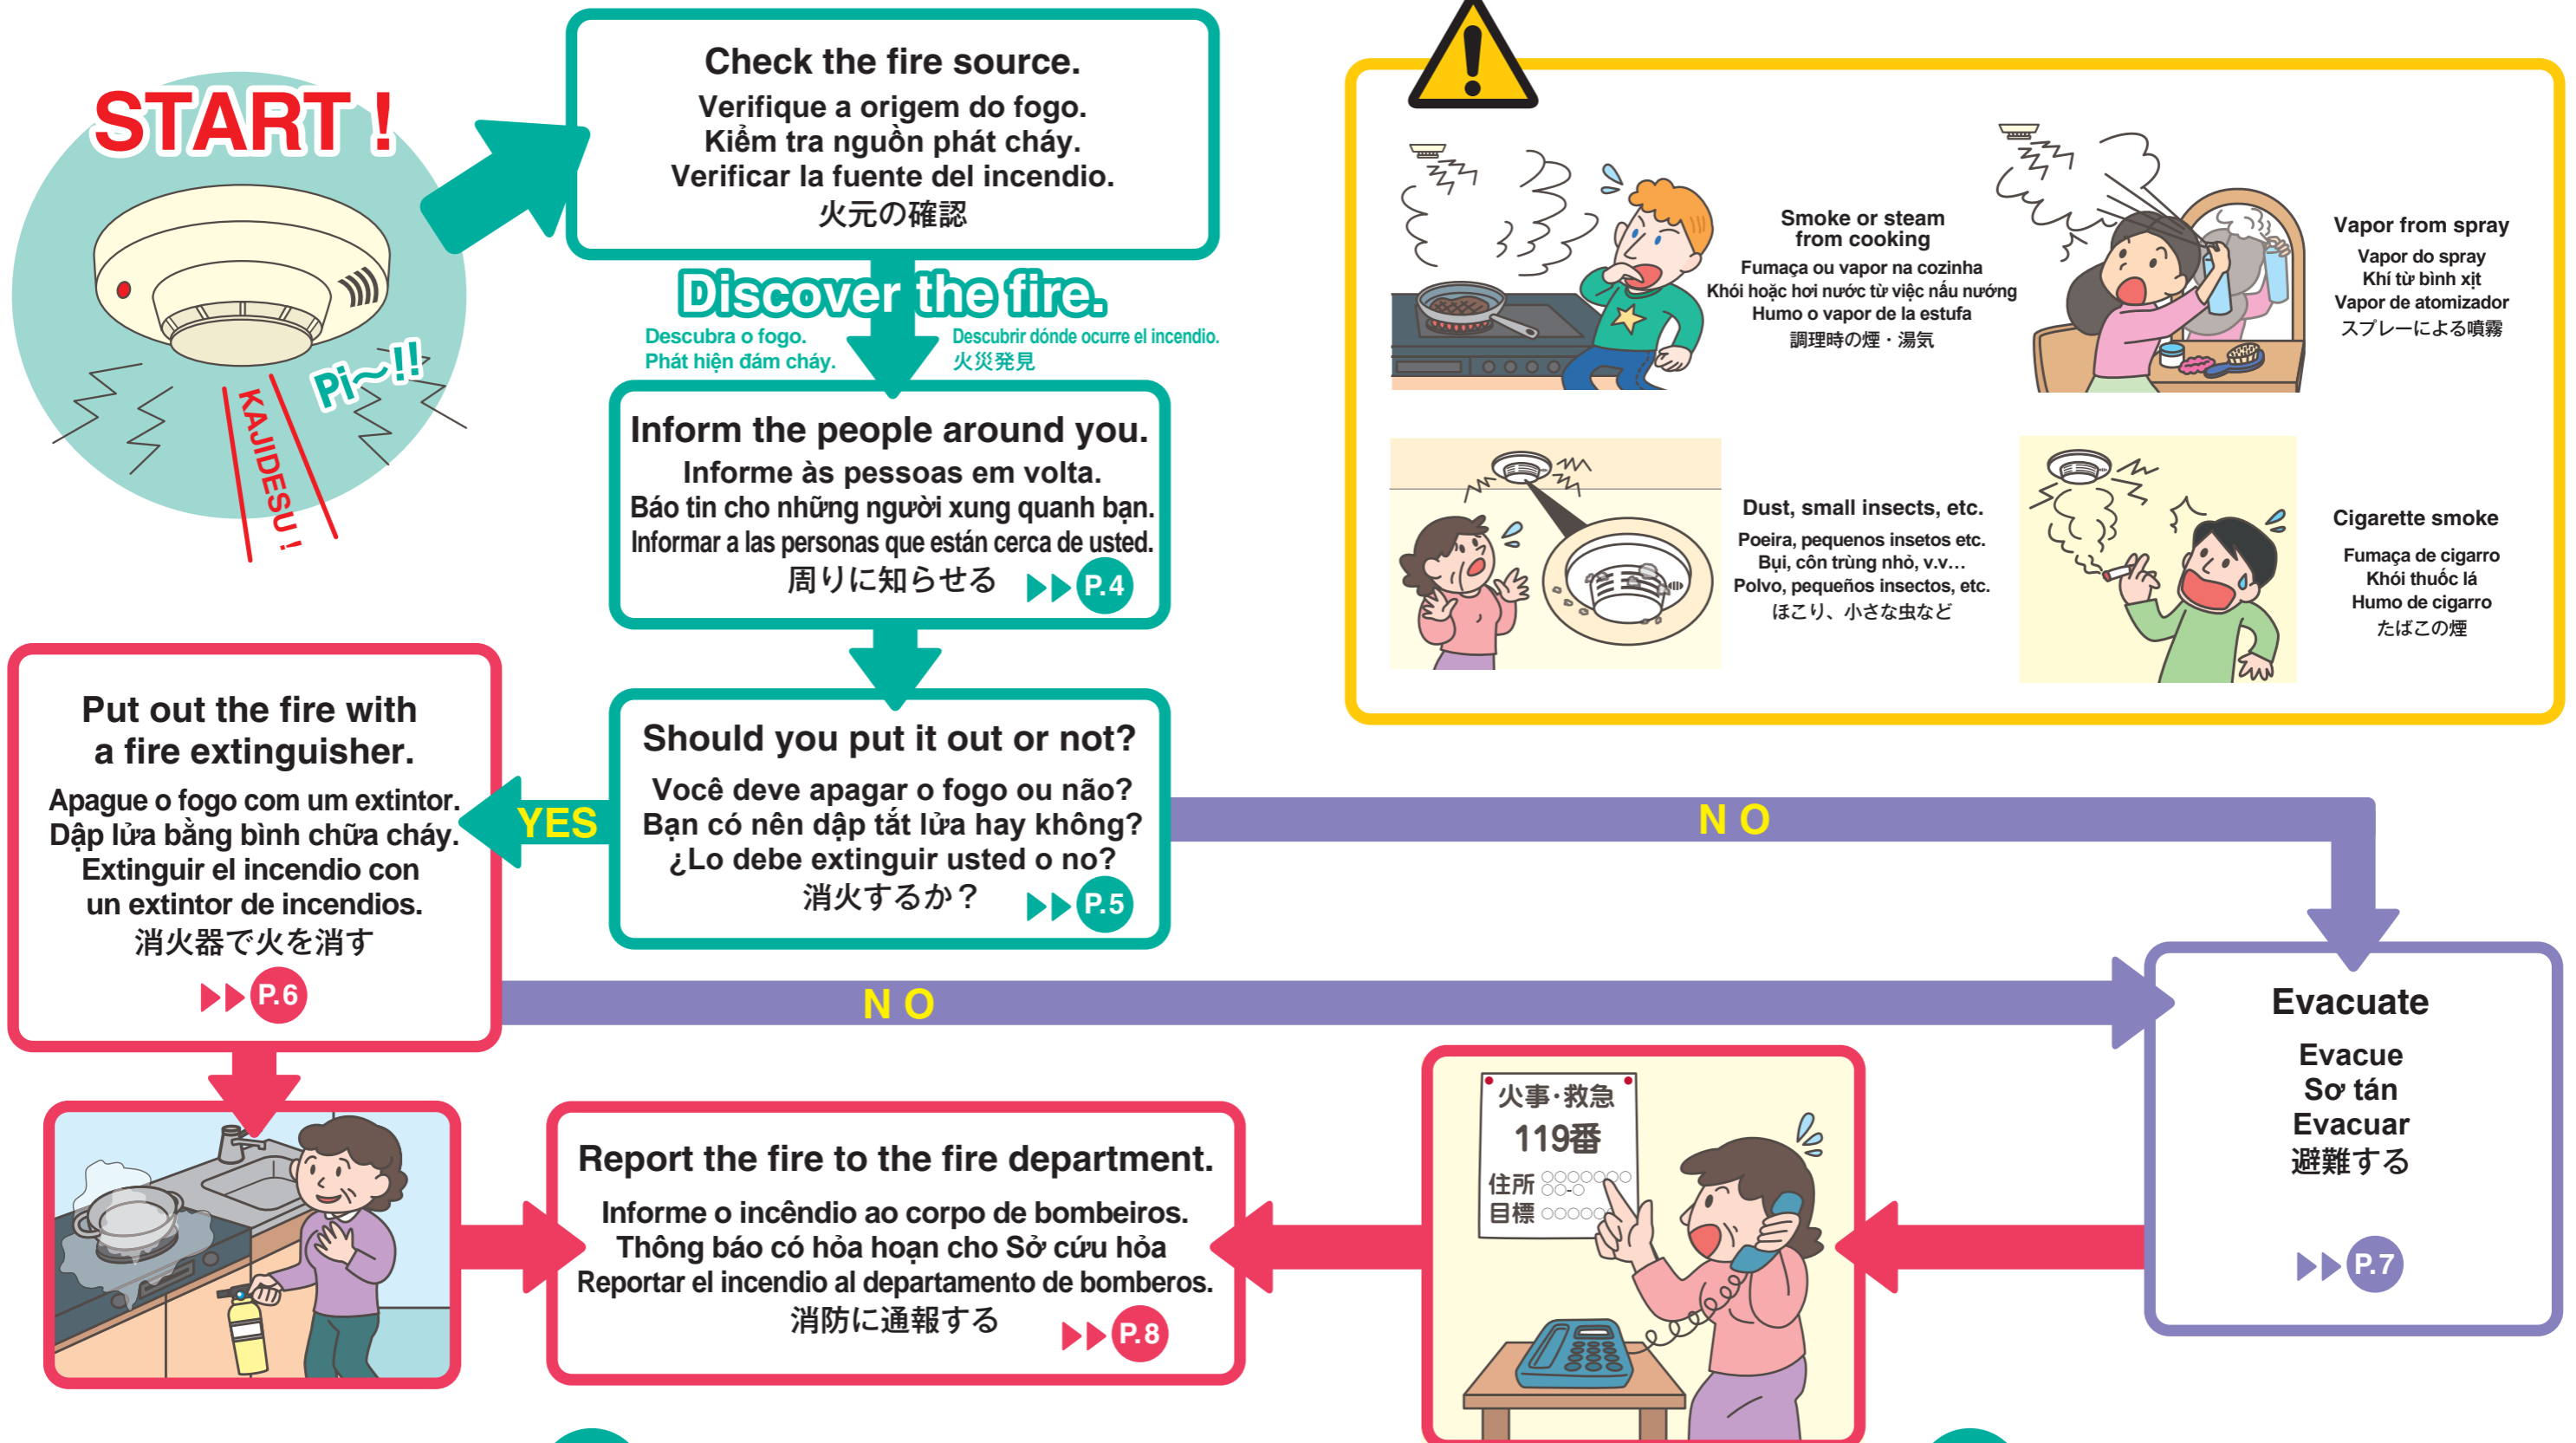 START !
Pi～!!
KAJIDESU !
Check the fire source.
Verifique a origem do fogo.
Kiểm tra nguồn phát cháy.
Verificar la fuente del incendio.
火元の確認
Discover the fire.
Descubra o fogo.
Phát hiện đám cháy.
Descubrir dónde ocurre el incendio.
火災発見
Inform the people around you.
Informe às pessoas em volta.
Báo tin cho những người xung quanh bạn.
Informar a las personas que están cerca de usted.
周りに知らせる
P.4
Should you put it out or not?
Você deve apagar o fogo ou não?
Bạn có nên dập tắt lửa hay không?
¿Lo debe extinguir usted o no?
消火するか？
P.5
YES
NO
Put out the fire with
a fire extinguisher.
Apague o fogo com um extintor.
Dập lửa bằng bình chữa cháy.
Extinguir el incendio con
un extintor de incendios.
消火器で火を消す
P.6
NO
Smoke or steam
from cooking
Fumaça ou vapor na cozinha
Khói hoặc hơi nước từ việc nấu nướng
Humo o vapor de la estufa
調理時の煙・湯気
Vapor from spray
Vapor do spray
Khí từ bình xịt
Vapor de atomizador
スプレーによる噴霧
Dust, small insects, etc.
Poeira, pequenos insetos etc.
Bụi, côn trùng nhỏ, v.v…
Polvo, pequeños insectos, etc.
ほこり、小さな虫など
Cigarette smoke
Fumaça de cigarro
Khói thuốc lá
Humo de cigarro
たばこの煙
Evacuate
Evacue
Sơ tán
Evacuar
避難する
P.7
火事・救急
119番
住所 ○○○○○○○
○○-○
目標 ○○○○○○
Report the fire to the fire department.
Informe o incêndio ao corpo de bombeiros.
Thông báo có hỏa hoạn cho Sở cứu hỏa
Reportar el incendio al departamento de bomberos.
消防に通報する
P.8